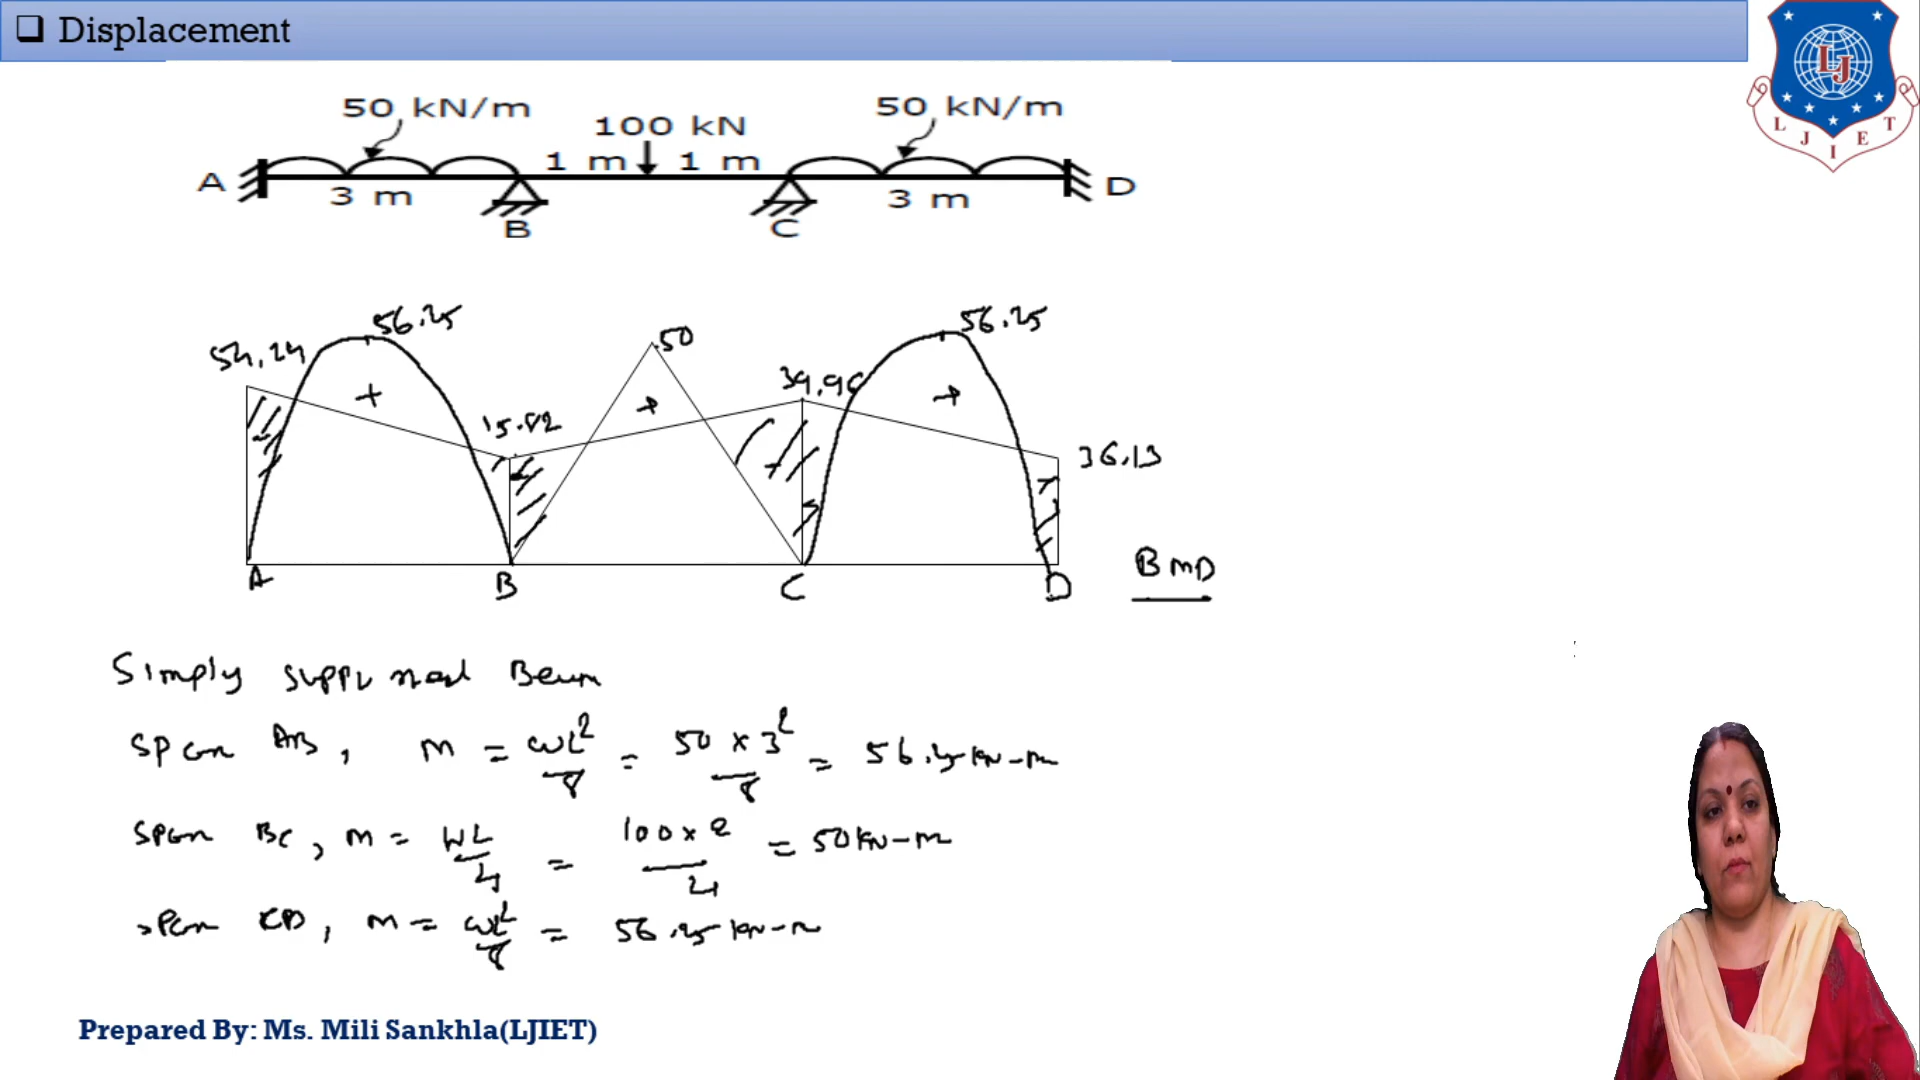 ❑ Displacement
50 kN/m
100 kN
50 kN/m
1 m 1 m
A
3 m
3 m
D
B
C
L J I E T
LJ
54.24
56.25
50
56.25
15.82
39.96
36.13
+
+
+
A
B
C
D
BMD
Simply supported Beam
Span AB, M = wL²/8 = 50 × 3²/8 = 56.25 kN-m
Span BC, M = WL/4 = 100 × 2/4 = 50 kN-m
Span CD, M = wL²/8 = 56.25 kN-m
Prepared By: Ms. Mili Sankhla(LJIET)